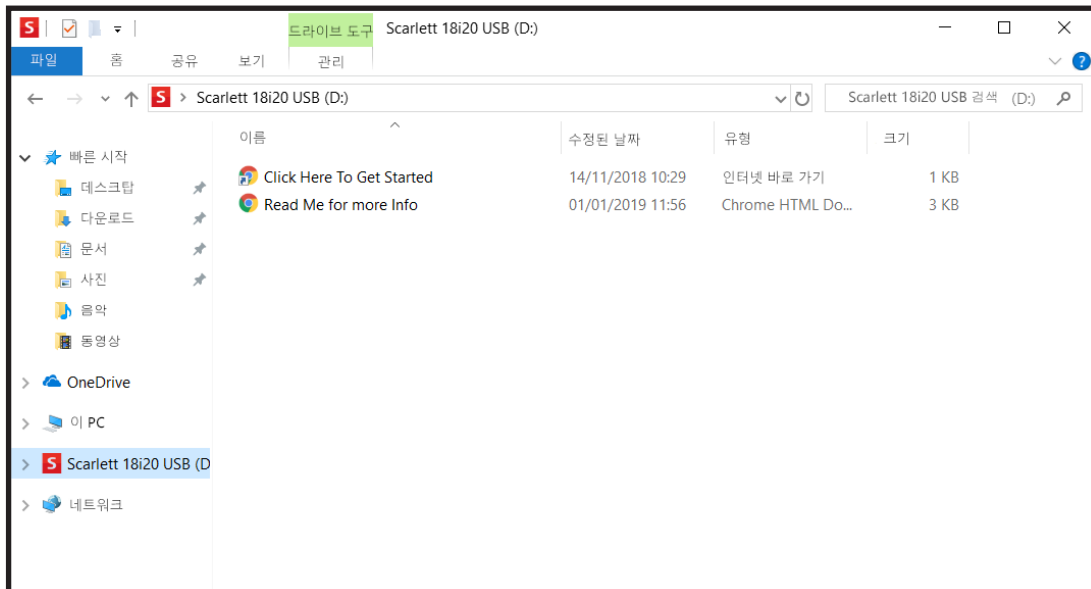 S 드라이브 도구 Scarlett 18i20 USB (D:)
파일 홈 공유 보기 관리 ?
S > Scarlett 18i20 USB (D:) Scarlett 18i20 USB 검색 (D:)
이름 수정된 날짜 유형 크기
빠른 시작
데스크탑
다운로드
문서
사진
음악
동영상
OneDrive
이 PC
S Scarlett 18i20 USB (D
네트워크
Click Here To Get Started 14/11/2018 10:29 인터넷 바로 가기 1 KB
Read Me for more Info 01/01/2019 11:56 Chrome HTML Do... 3 KB